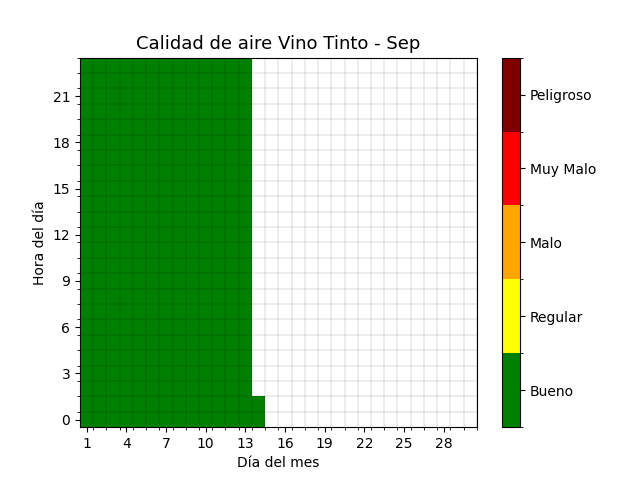 Calidad de aire Vino Tinto - Sep
Hora del día
21
18
15
12
9
6
3
0
1 4 7 10 13 16 19 22 25 28
Día del mes
Peligroso
Muy Malo
Malo
Regular
Bueno